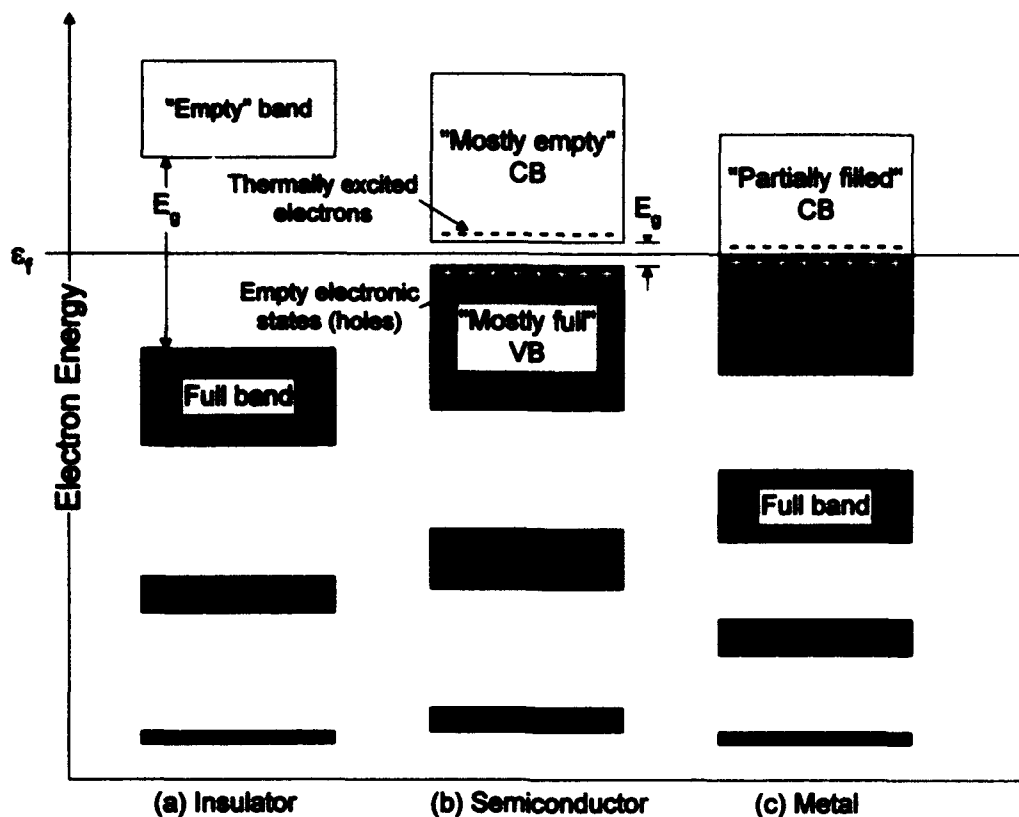 "Empty" band
"Mostly empty"
CB
"Partially filled"
CB
Thermally excited
electrons
E_g
E_g
ε_f
Empty electronic
states (holes)
"Mostly full"
VB
Full band
Full band
Electron Energy
(a) Insulator
(b) Semiconductor
(c) Metal